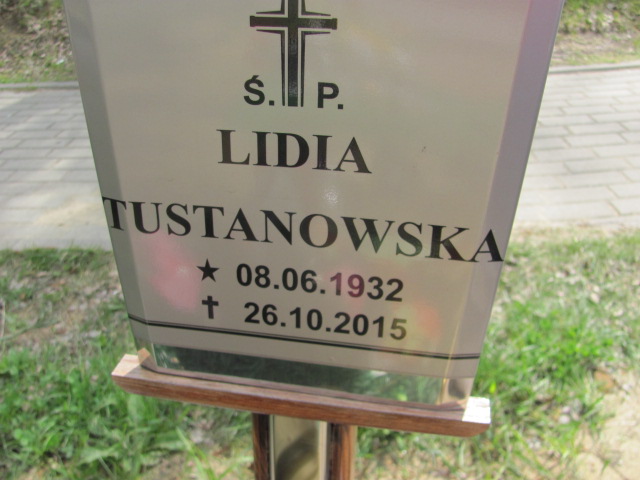 Ś. P.
LIDIA
TUSTANOWSKA
★ 08.06.1932
✝ 26.10.2015